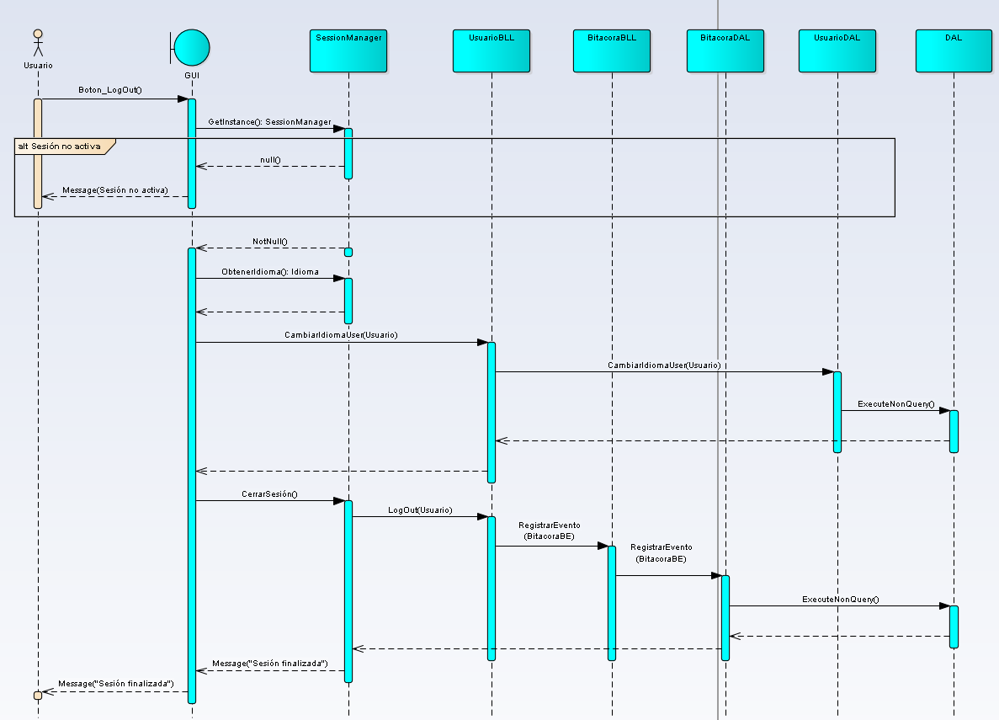 SessionManager
UsuarioBLL
BitacoraBLL
BitacoraDAL
UsuarioDAL
DAL
Usuario
GUI
Boton_LogOut()
GetInstance(): SessionManager
alt Sesión no activa
null()
Message(Sesión no activa)
NotNull()
ObtenerIdioma(): Idioma
CambiarIdiomaUser(Usuario)
CambiarIdiomaUser(Usuario)
ExecuteNonQuery()
CerrarSesión()
LogOut(Usuario)
RegistrarEvento
(BitacoraBE)
RegistrarEvento
(BitacoraBE)
ExecuteNonQuery()
Message("Sesión finalizada")
Message("Sesión finalizada")